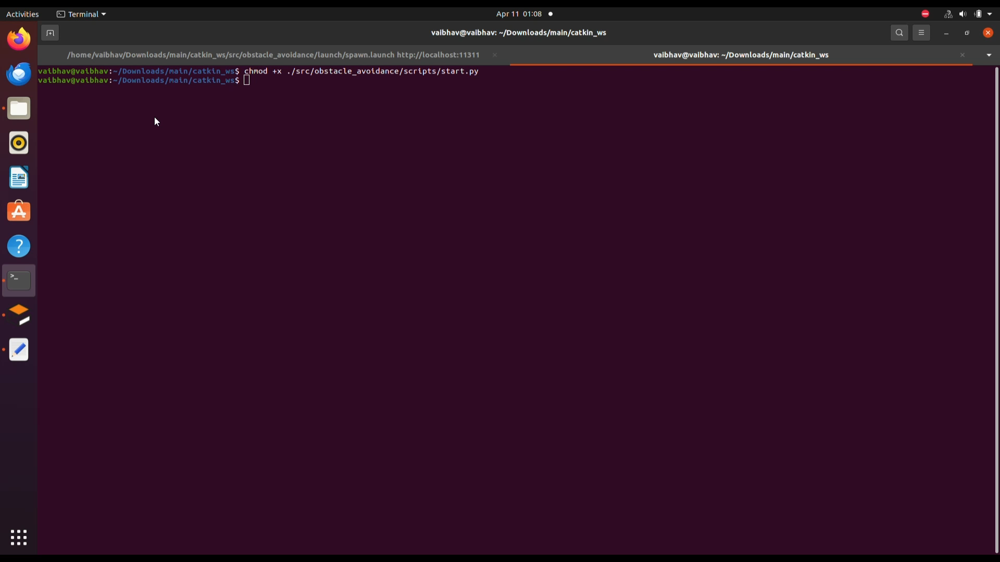 Activities Terminal Apr 11 01:08
vaibhav@vaibhav: ~/Downloads/main/catkin_ws
/home/vaibhav/Downloads/main/catkin_ws/src/obstacle_avoidance/launch/spawn.launch http://localhost:11311 vaibhav@vaibhav: ~/Downloads/main/catkin_ws
vaibhav@vaibhav:~/Downloads/main/catkin_ws$ chmod +x ./src/obstacle_avoidance/scripts/start.py
vaibhav@vaibhav:~/Downloads/main/catkin_ws$